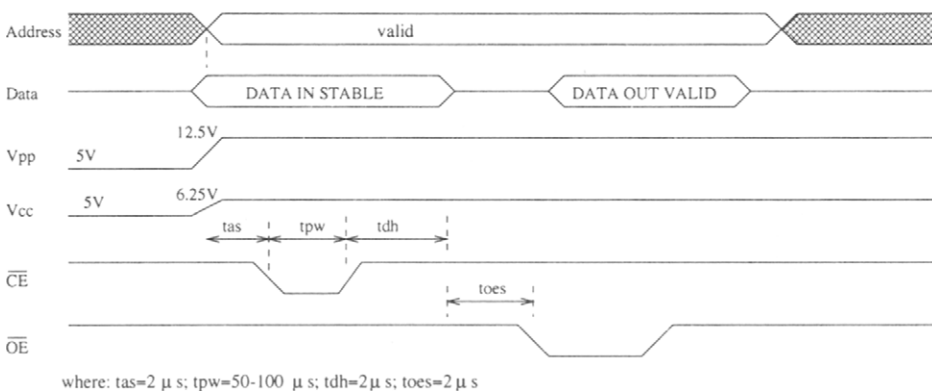 Address
valid
Data
DATA IN STABLE
DATA OUT VALID
12.5V
Vpp
5V
6.25V
Vcc
5V
tas
tpw
tdh
CE
toes
OE
where: tas=2 μ s; tpw=50-100 μ s; tdh=2μ s; toes=2 μ s